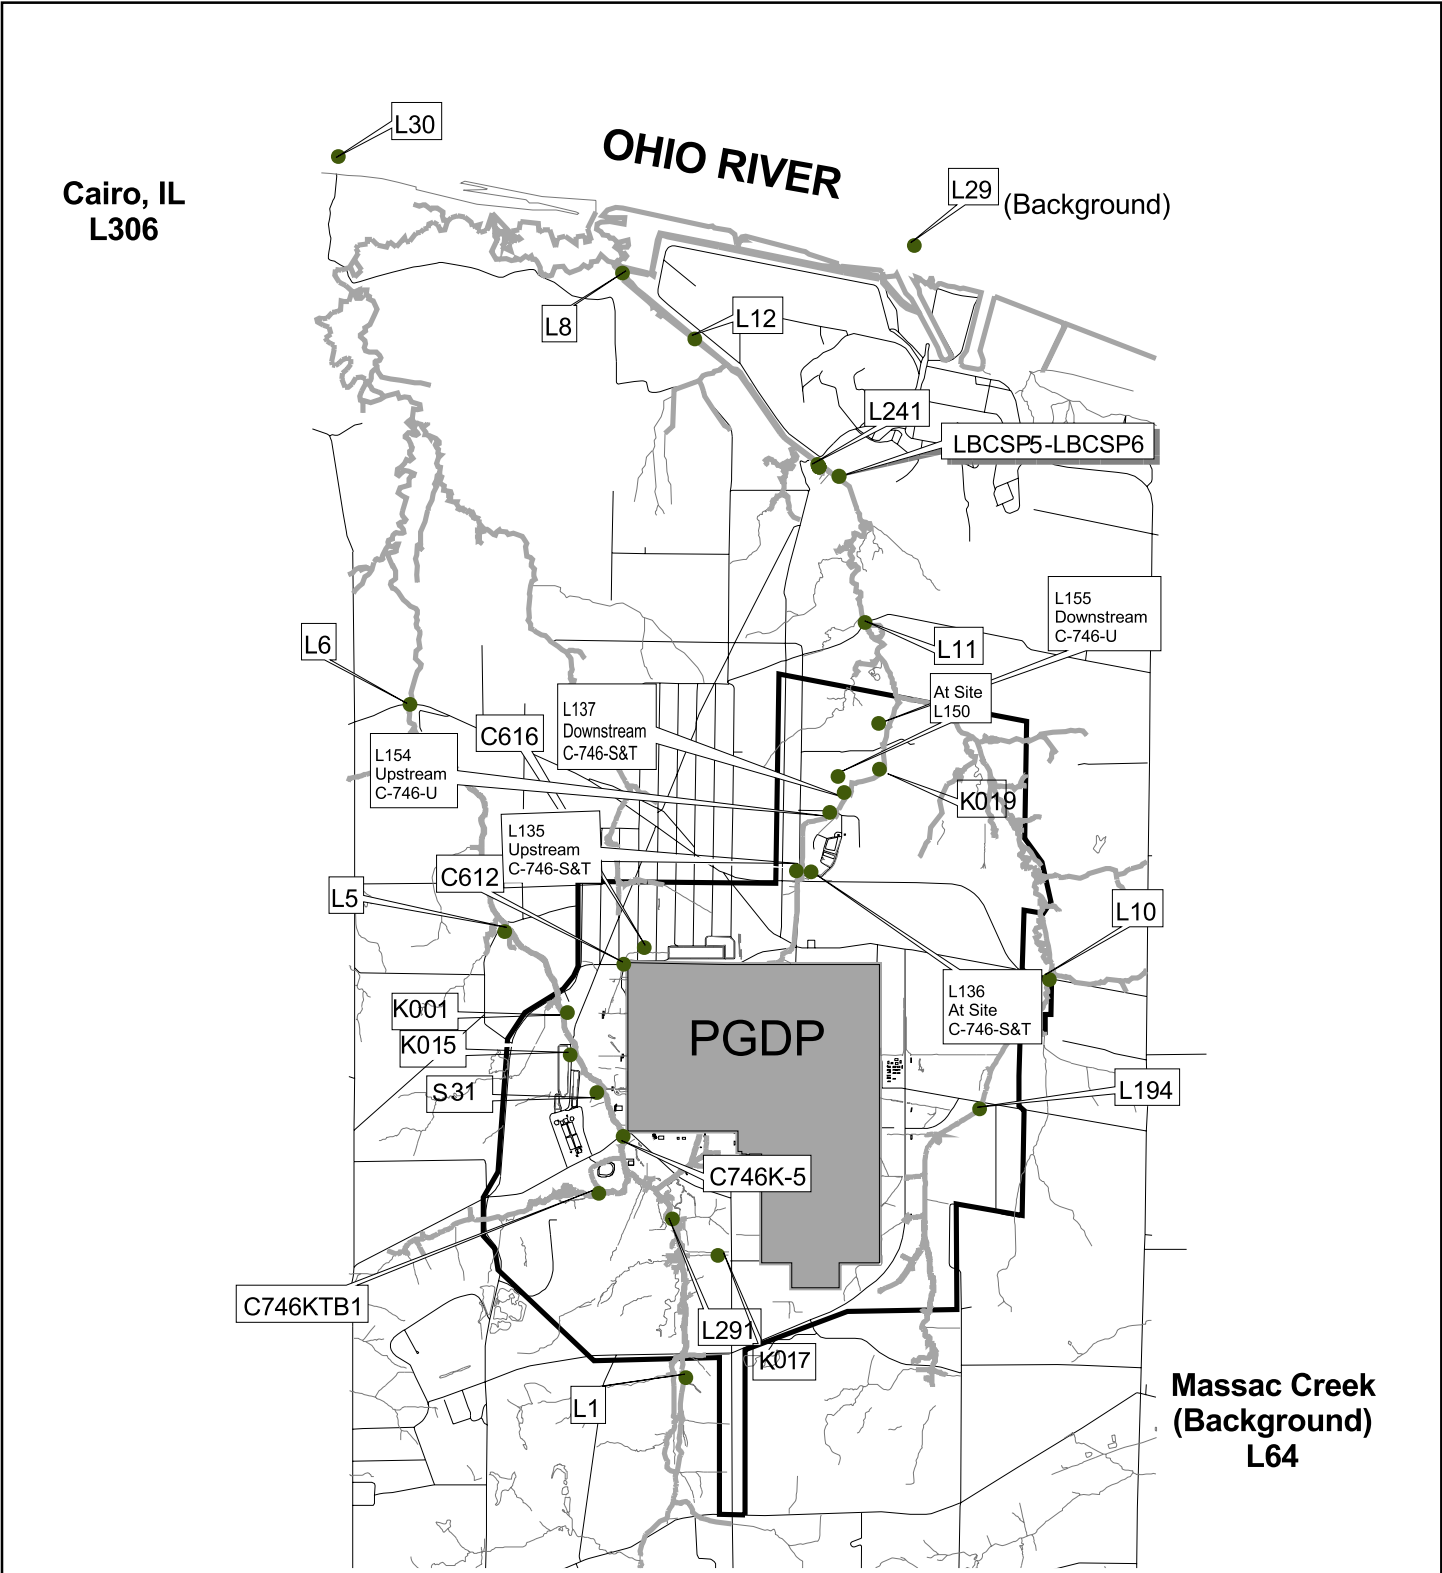 L30
OHIO RIVER
Cairo, IL
L306
L29
(Background)
L8
L12
L241
LBCSP5-LBCSP6
L155
Downstream
C-746-U
L6
L11
At Site
L150
L137
Downstream
C-746-S&T
C616
L154
Upstream
C-746-U
K019
L135
Upstream
C-746-S&T
C612
L5
L10
L136
At Site
C-746-S&T
K001
K015
PGDP
S31
L194
C746K-5
C746KTB1
L291
K017
L1
Massac Creek
(Background)
L64